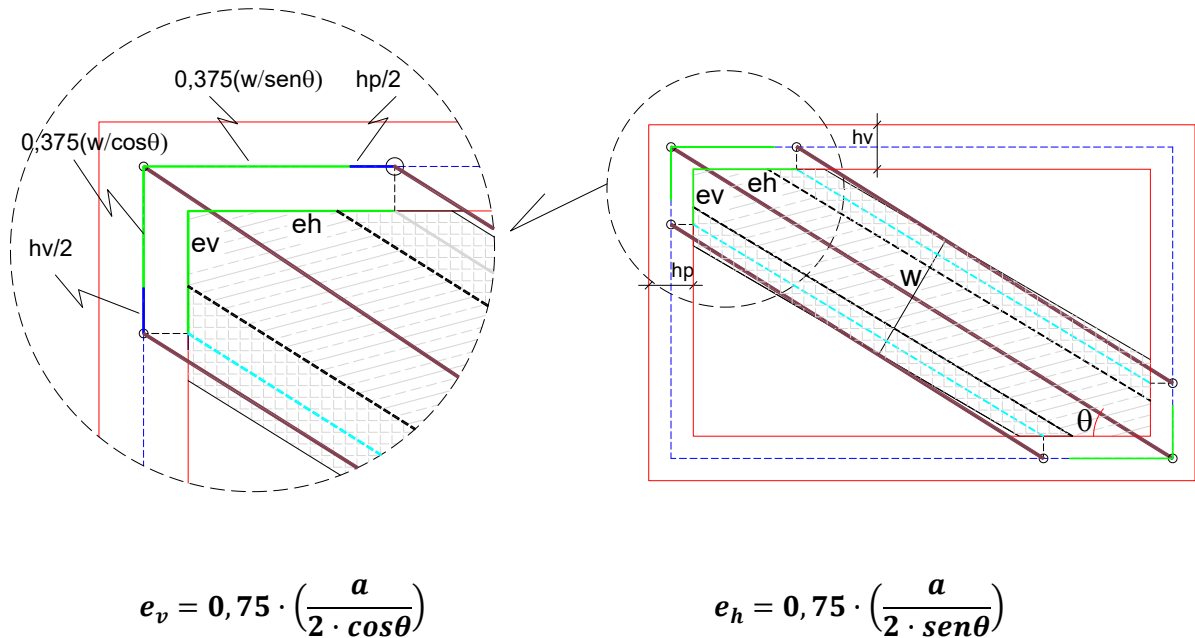 0,375(w/senθ)
hp/2
0,375(w/cosθ)
hv/2
ev
eh
hv
ev
eh
hp
w
θ
e_v = 0,75 · (a / (2 · cosθ))
e_h = 0,75 · (a / (2 · senθ))